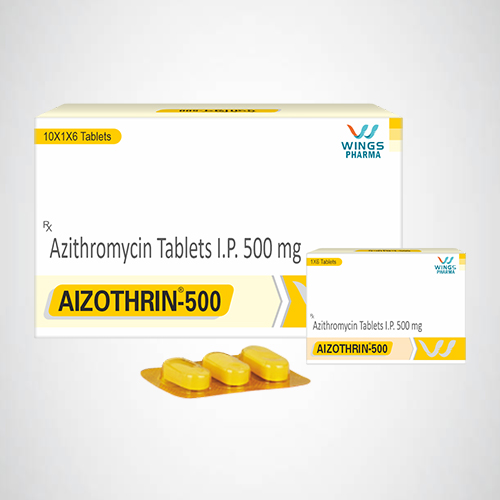 10X1X6 Tablets
WINGS
PHARMA
Rx
Azithromycin Tablets I.P. 500 mg
AIZOTHRIN®-500
1X6 Tablets
WINGS
PHARMA
Rx
Azithromycin Tablets I.P. 500 mg
AIZOTHRIN-500